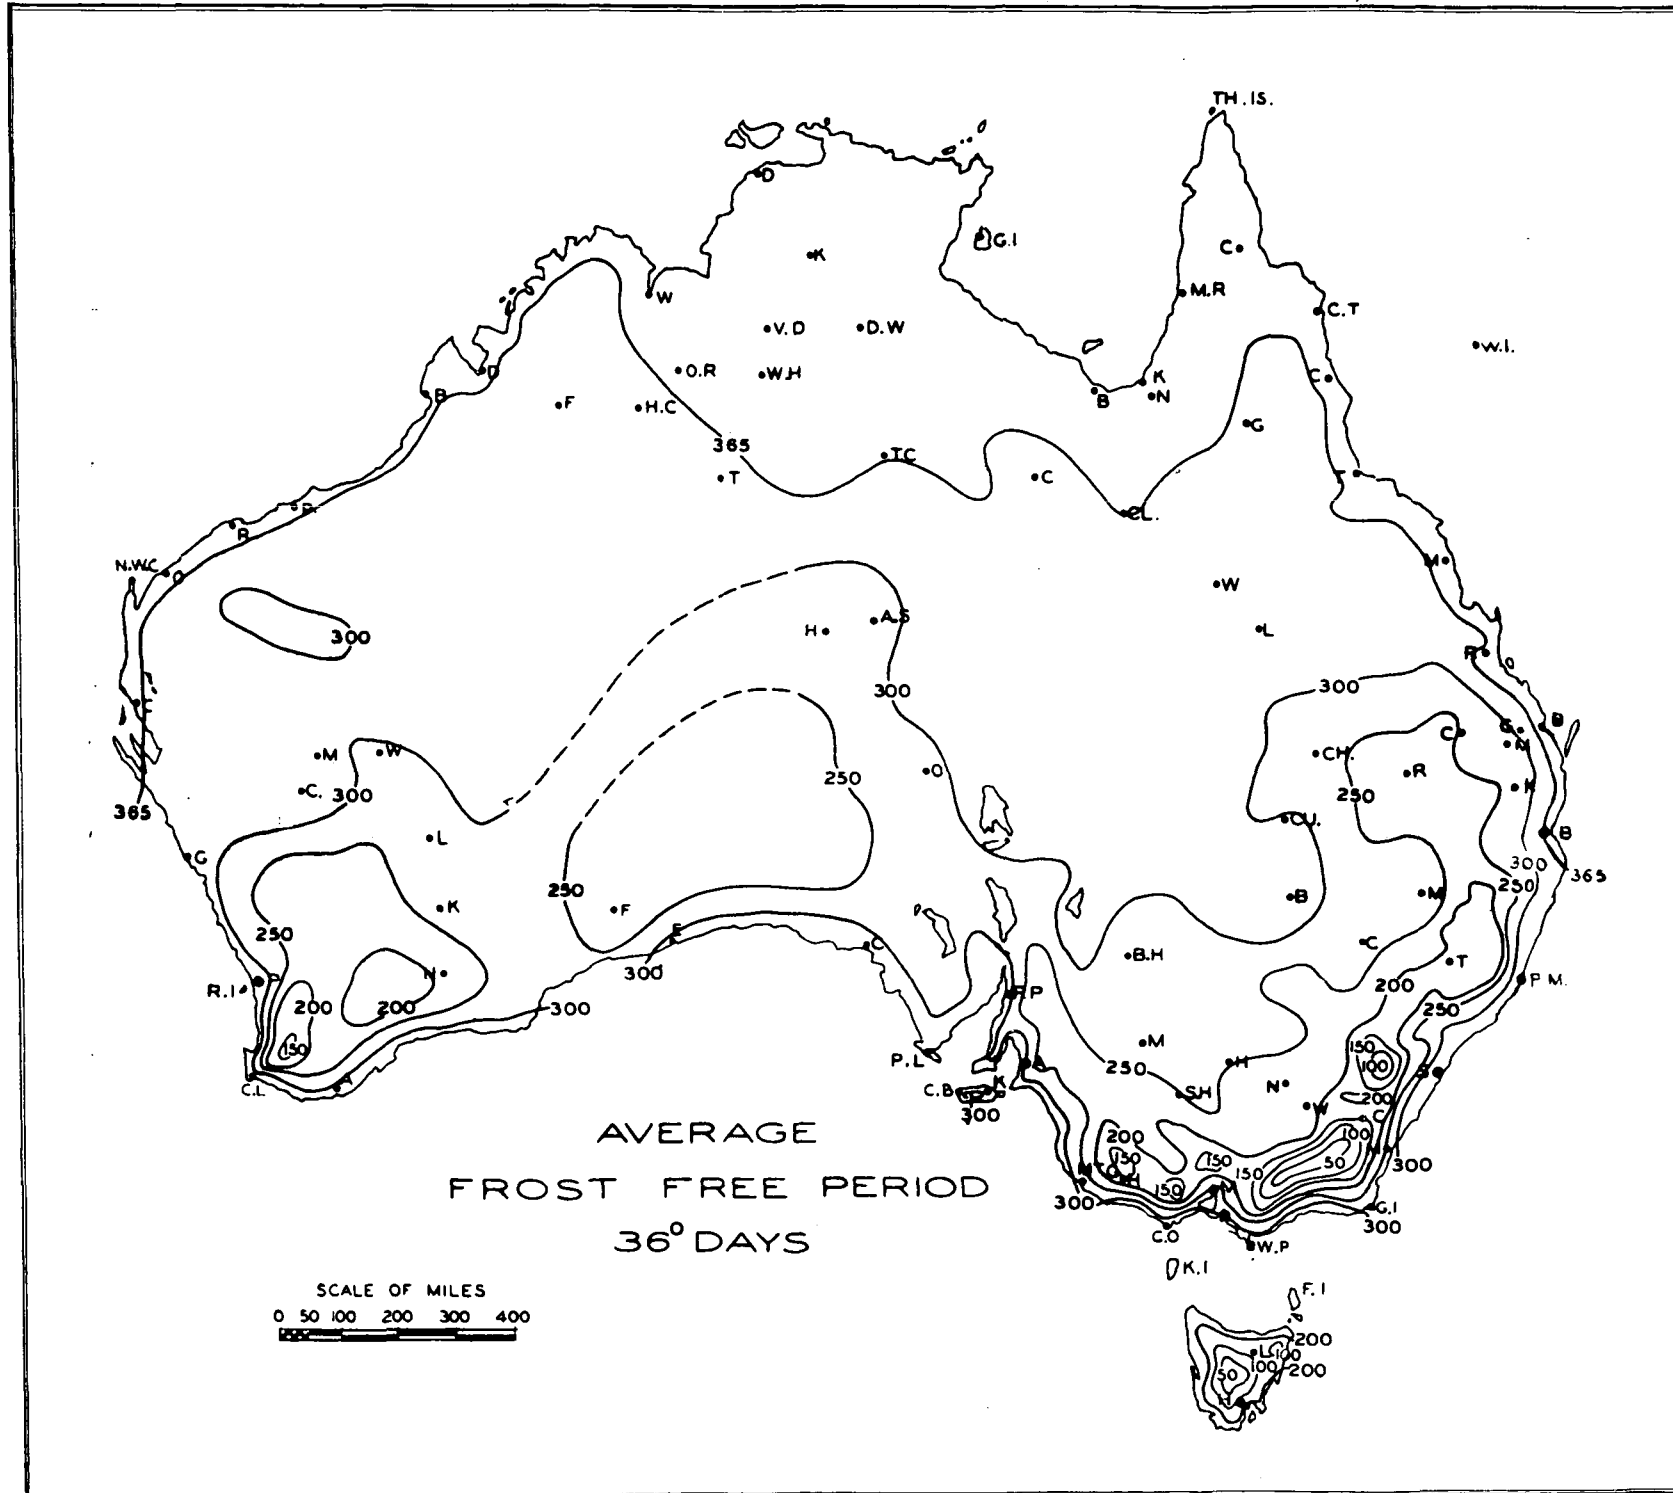 TH. IS.
D
G.I
C
K
W
M.R
C.T
V.D
D.W
W.I.
D
O.R
W.H
K
C
B
F
H.C
B
N
G
365
T.C
T
C
T
P.
CL.
R
N.W.C
O
M
W
300
H
A.S
L
R
300
300
C
B
G
M
M
W
CH.
R
O
250
C.
300
250
K
365
CU.
L
B
G
300
365
250
250
K
F
B
M
250
E
C
C
N
300
B.H
T
R.I
200
200
300
P.P
200
P.M.
250
150
P.L
M
250
H
150
100
S
C.L
A
C.B
K
A
S.H
N
200
300
W
C
AVERAGE
200
100
150
150
150
50
M
300
FROST FREE PERIOD
MT.G
H
150
M
300
G.I
300
36° DAYS
C.O
W.P
K.I
SCALE OF MILES
F.I
0 50 100 200 300 400
200
L
100
100
200
50
H